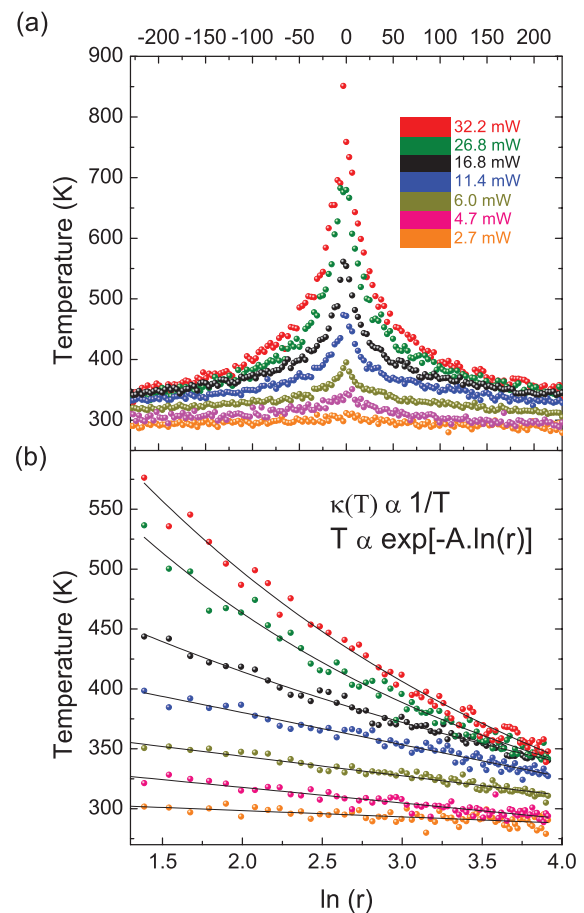 (a)
-200 -150 -100 -50 0 50 100 150 200
900
800
700
600
500
400
300
Temperature (K)
32.2 mW
26.8 mW
16.8 mW
11.4 mW
6.0 mW
4.7 mW
2.7 mW
(b)
κ(T) α 1/T
T α exp[-A.ln(r)]
550
500
450
400
350
300
Temperature (K)
1.5 2.0 2.5 3.0 3.5 4.0
ln (r)